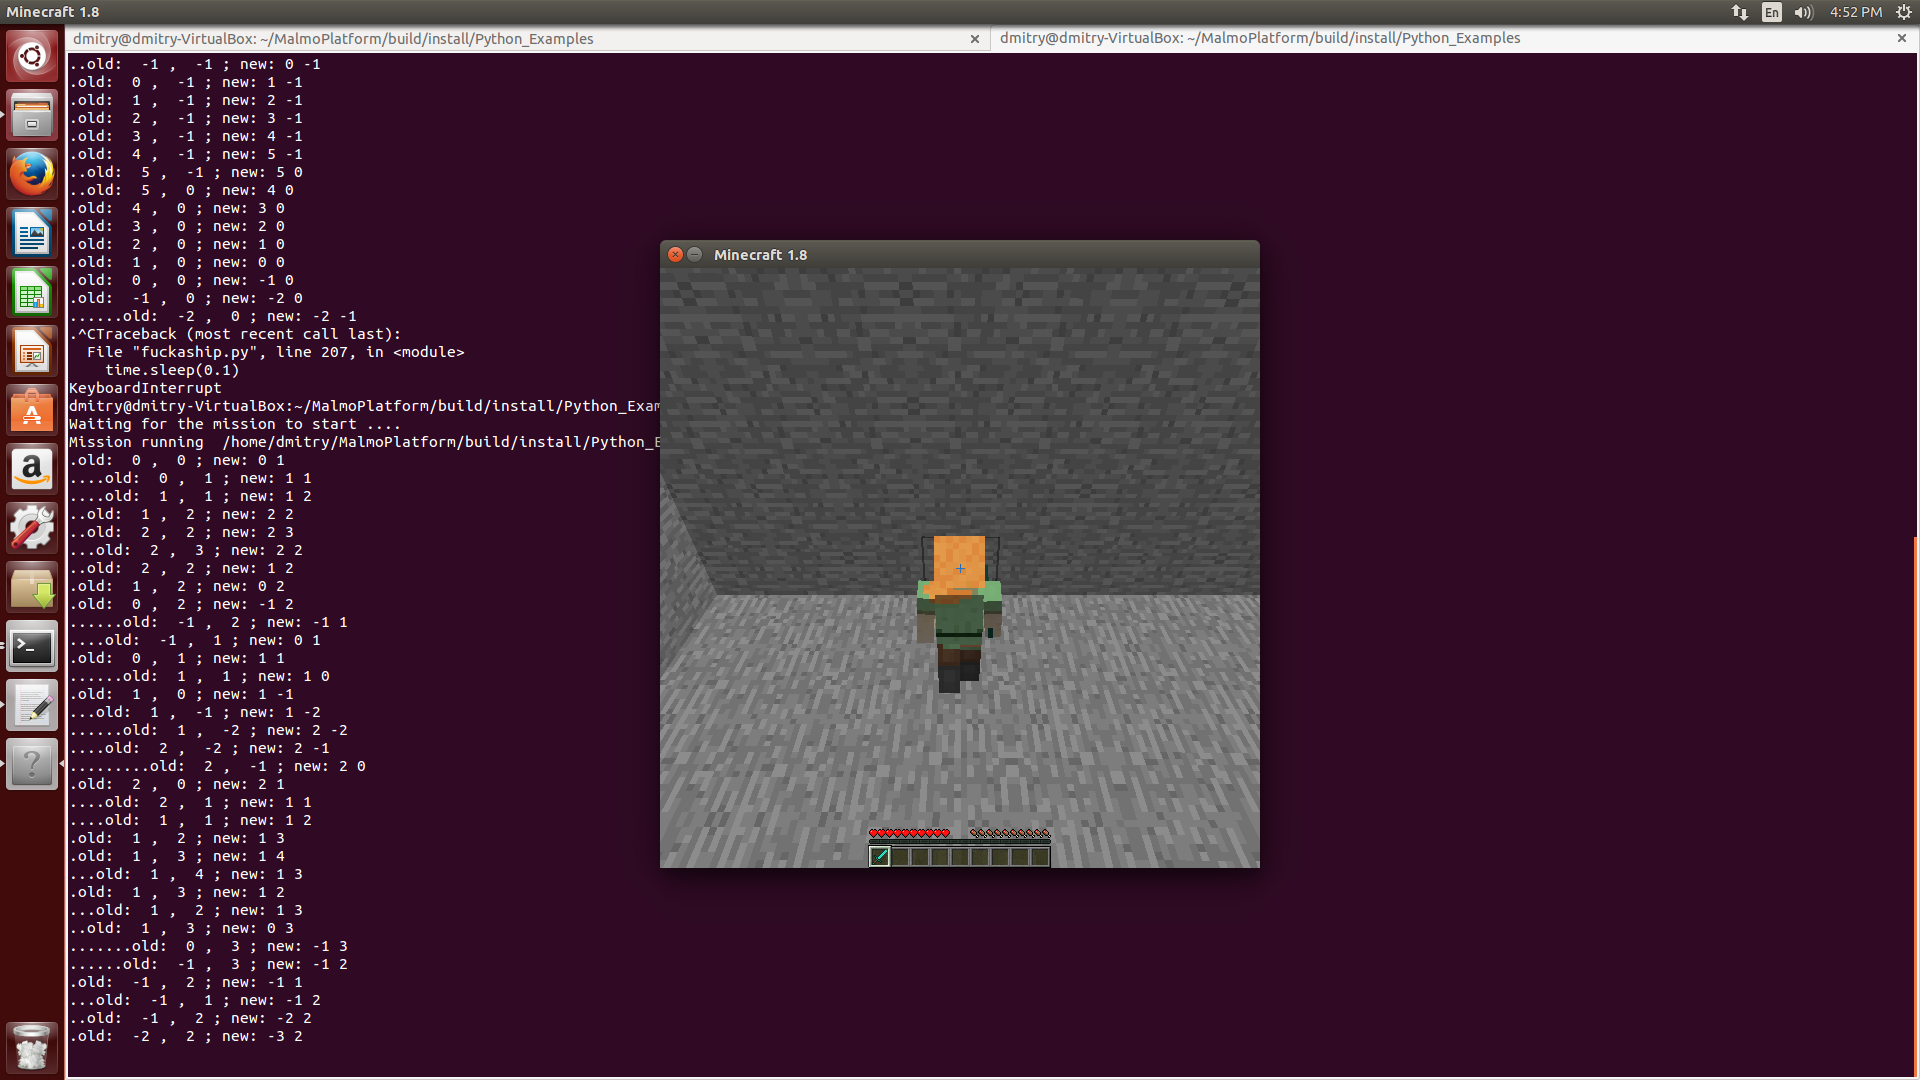 Minecraft 1.8
En
4:52 PM
dmitry@dmitry-VirtualBox: ~/MalmoPlatform/build/install/Python_Examples
dmitry@dmitry-VirtualBox: ~/MalmoPlatform/build/install/Python_Examples
..old:  -1 ,  -1 ; new: 0 -1
.old:  0 ,  -1 ; new: 1 -1
.old:  1 ,  -1 ; new: 2 -1
.old:  2 ,  -1 ; new: 3 -1
.old:  3 ,  -1 ; new: 4 -1
.old:  4 ,  -1 ; new: 5 -1
..old:  5 ,  -1 ; new: 5 0
..old:  5 ,  0 ; new: 4 0
.old:  4 ,  0 ; new: 3 0
.old:  3 ,  0 ; new: 2 0
.old:  2 ,  0 ; new: 1 0
.old:  1 ,  0 ; new: 0 0
.old:  0 ,  0 ; new: -1 0
.old:  -1 ,  0 ; new: -2 0
......old:  -2 ,  0 ; new: -2 -1
.^CTraceback (most recent call last):
  File "fuckaship.py", line 207, in <module>
    time.sleep(0.1)
KeyboardInterrupt
dmitry@dmitry-VirtualBox:~/MalmoPlatform/build/install/Python_Exam
Waiting for the mission to start ....
Mission running  /home/dmitry/MalmoPlatform/build/install/Python_E
.old:  0 ,  0 ; new: 0 1
....old:  0 ,  1 ; new: 1 1
....old:  1 ,  1 ; new: 1 2
..old:  1 ,  2 ; new: 2 2
..old:  2 ,  2 ; new: 2 3
...old:  2 ,  3 ; new: 2 2
..old:  2 ,  2 ; new: 1 2
.old:  1 ,  2 ; new: 0 2
.old:  0 ,  2 ; new: -1 2
......old:  -1 ,  2 ; new: -1 1
....old:  -1 ,  1 ; new: 0 1
.old:  0 ,  1 ; new: 1 1
......old:  1 ,  1 ; new: 1 0
.old:  1 ,  0 ; new: 1 -1
...old:  1 ,  -1 ; new: 1 -2
......old:  1 ,  -2 ; new: 2 -2
....old:  2 ,  -2 ; new: 2 -1
.........old:  2 ,  -1 ; new: 2 0
.old:  2 ,  0 ; new: 2 1
....old:  2 ,  1 ; new: 1 1
....old:  1 ,  1 ; new: 1 2
.old:  1 ,  2 ; new: 1 3
.old:  1 ,  3 ; new: 1 4
...old:  1 ,  4 ; new: 1 3
.old:  1 ,  3 ; new: 1 2
...old:  1 ,  2 ; new: 1 3
..old:  1 ,  3 ; new: 0 3
.......old:  0 ,  3 ; new: -1 3
......old:  -1 ,  3 ; new: -1 2
.old:  -1 ,  2 ; new: -1 1
...old:  -1 ,  1 ; new: -1 2
..old:  -1 ,  2 ; new: -2 2
.old:  -2 ,  2 ; new: -3 2
Minecraft 1.8